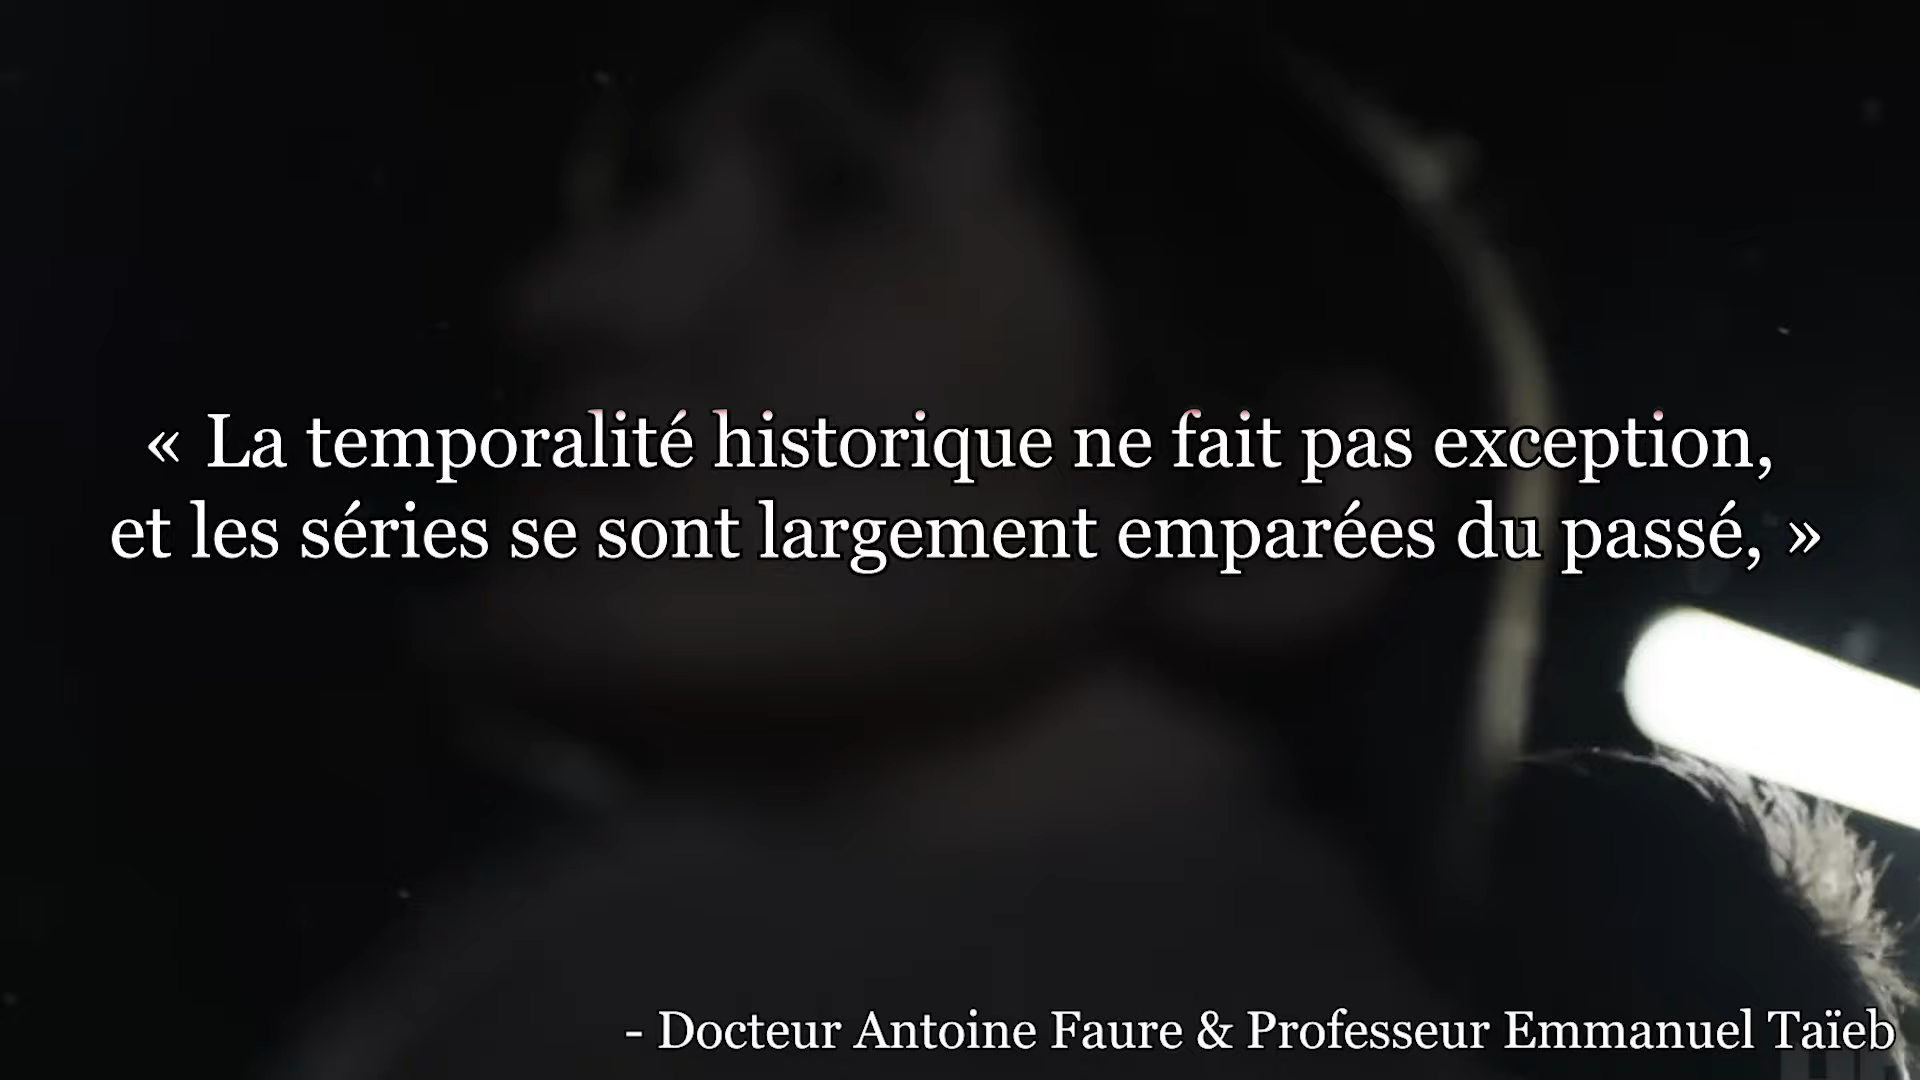 « La temporalité historique ne fait pas exception,
et les séries se sont largement emparées du passé, »
- Docteur Antoine Faure & Professeur Emmanuel Taïeb